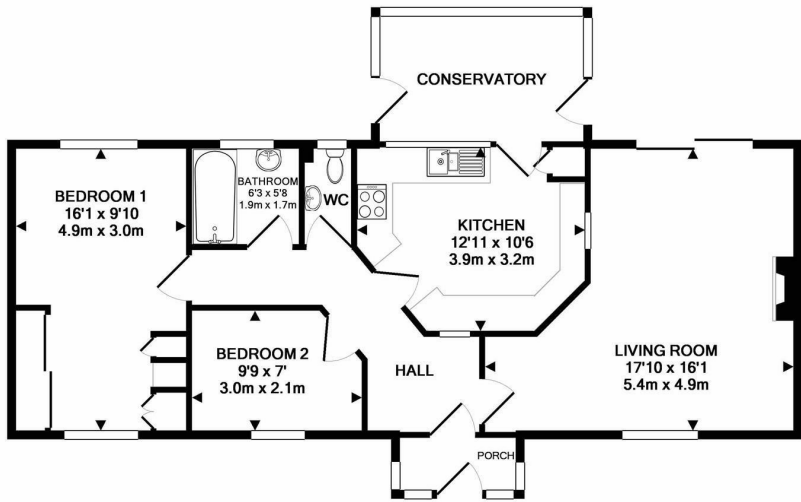 CONSERVATORY
BEDROOM 1
16'1 x 9'10
4.9m x 3.0m
BATHROOM
6'3 x 5'8
1.9m x 1.7m
WC
KITCHEN
12'11 x 10'6
3.9m x 3.2m
BEDROOM 2
9'9 x 7'
3.0m x 2.1m
HALL
LIVING ROOM
17'10 x 16'1
5.4m x 4.9m
PORCH